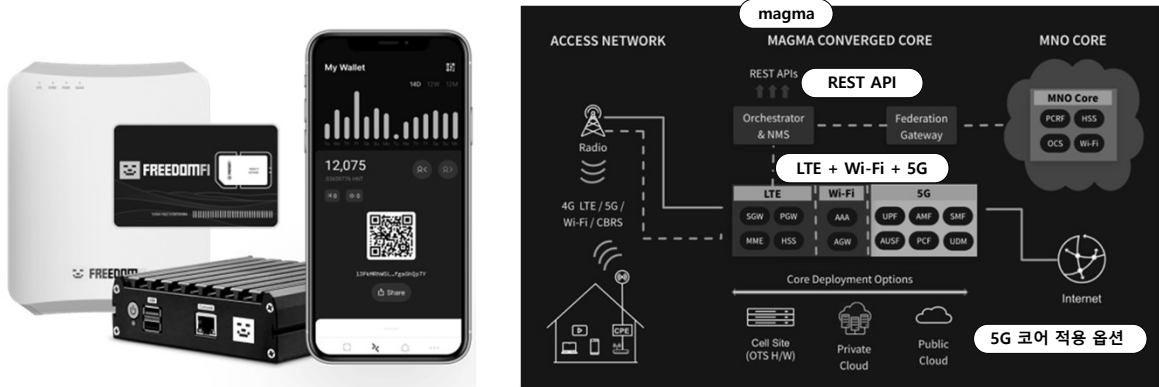 FREEDOMFI
FREEDOM
My Wallet
14D 12W 12M
12,075
13PkMRhW5L_fgaGhQp7Y
Share
magma
ACCESS NETWORK
MAGMA CONVERGED CORE
MNO CORE
REST APIs
REST API
Orchestrator
& NMS
Federation
Gateway
MNO Core
PCRF HSS
OCS Wi-Fi
Radio
LTE + Wi-Fi + 5G
4G LTE / 5G /
Wi-Fi / CBRS
LTE Wi-Fi 5G
SGW PGW AAA UPF AMF SMF
MME HSS AGW AUSF PCF UDM
Core Deployment Options
CPE
Cell Site
(OTS H/W)
Private
Cloud
Public
Cloud
Internet
5G 코어 적용 옵션